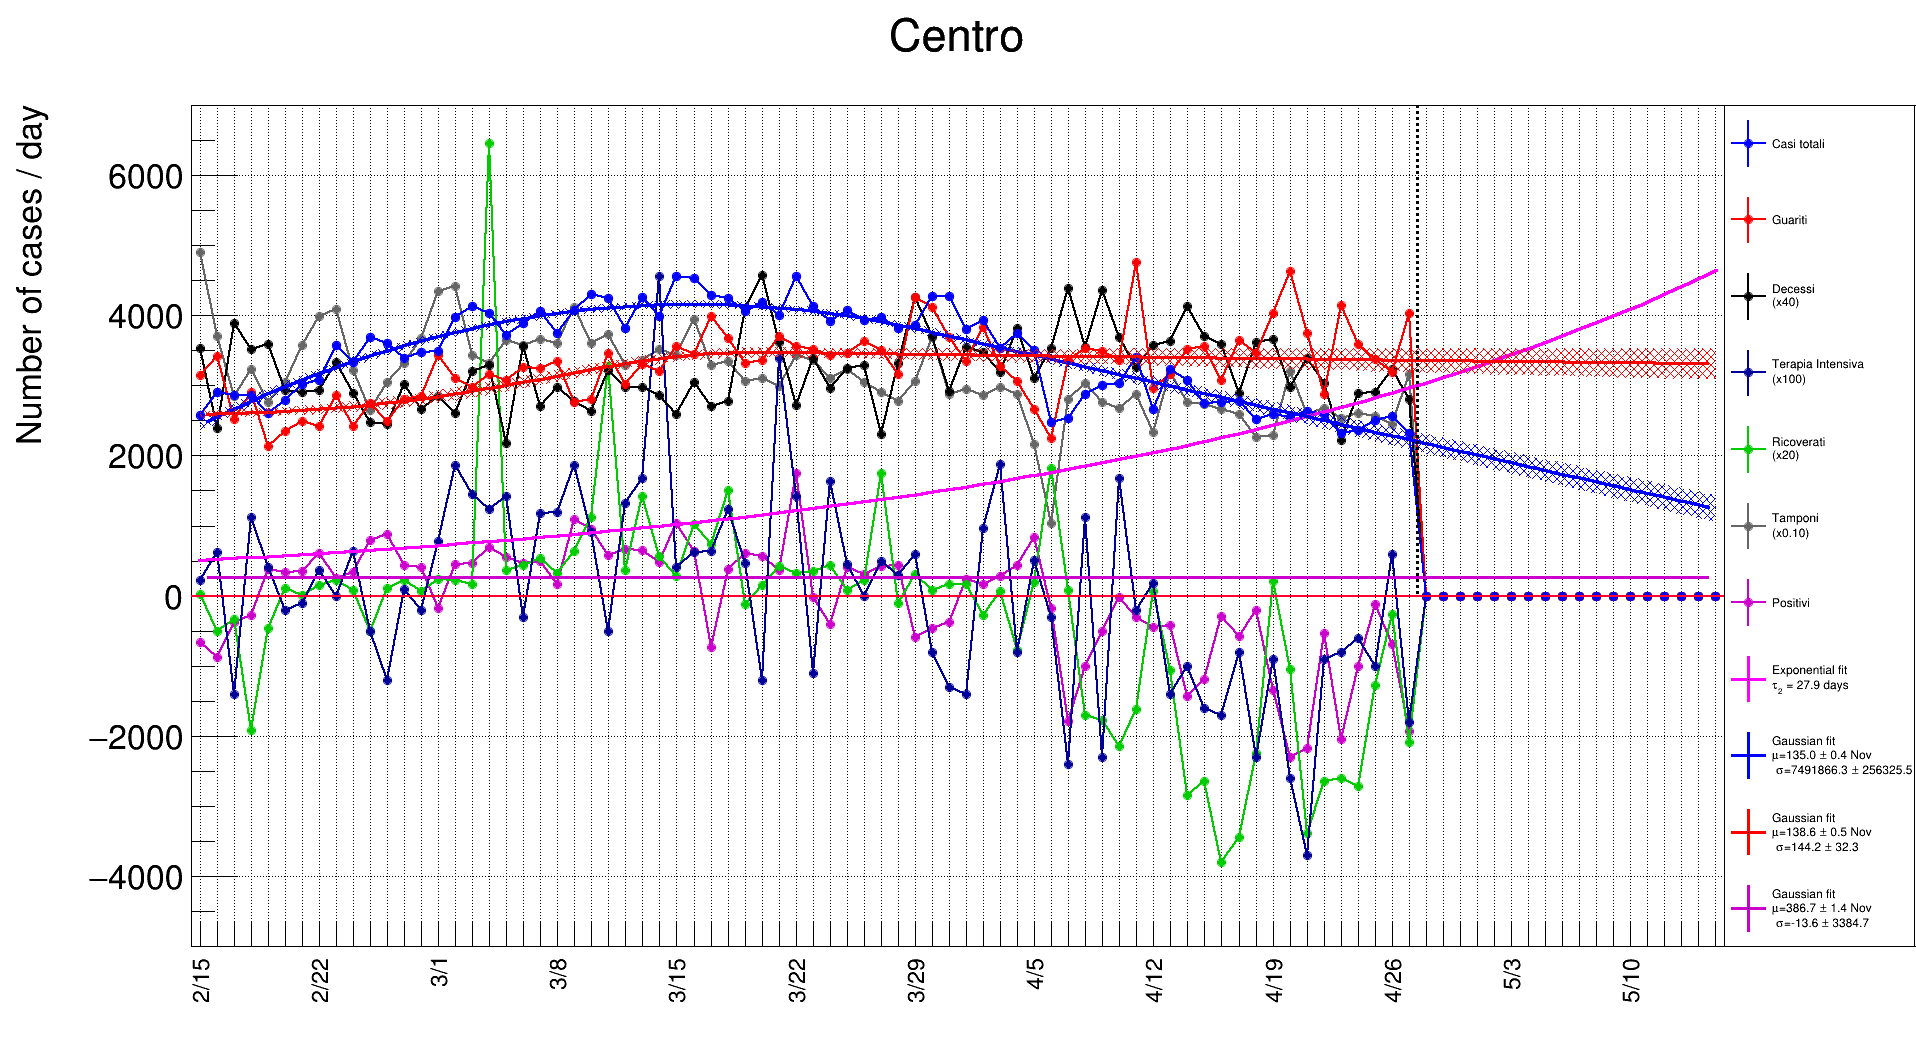 Centro
Number of cases / day
6000
4000
2000
0
−2000
−4000
2/15
2/22
3/1
3/8
3/15
3/22
3/29
4/5
4/12
4/19
4/26
5/3
5/10
Casi totali
Guariti
Decessi
(x40)
Terapia Intensiva
(x100)
Ricoverati
(x20)
Tamponi
(x0.10)
Positivi
Exponential fit
τ2 = 27.9 days
Gaussian fit
μ=135.0 ± 0.4 Nov
σ=7491866.3 ± 256325.5
Gaussian fit
μ=138.6 ± 0.5 Nov
σ=144.2 ± 32.3
Gaussian fit
μ=386.7 ± 1.4 Nov
σ=-13.6 ± 3384.7